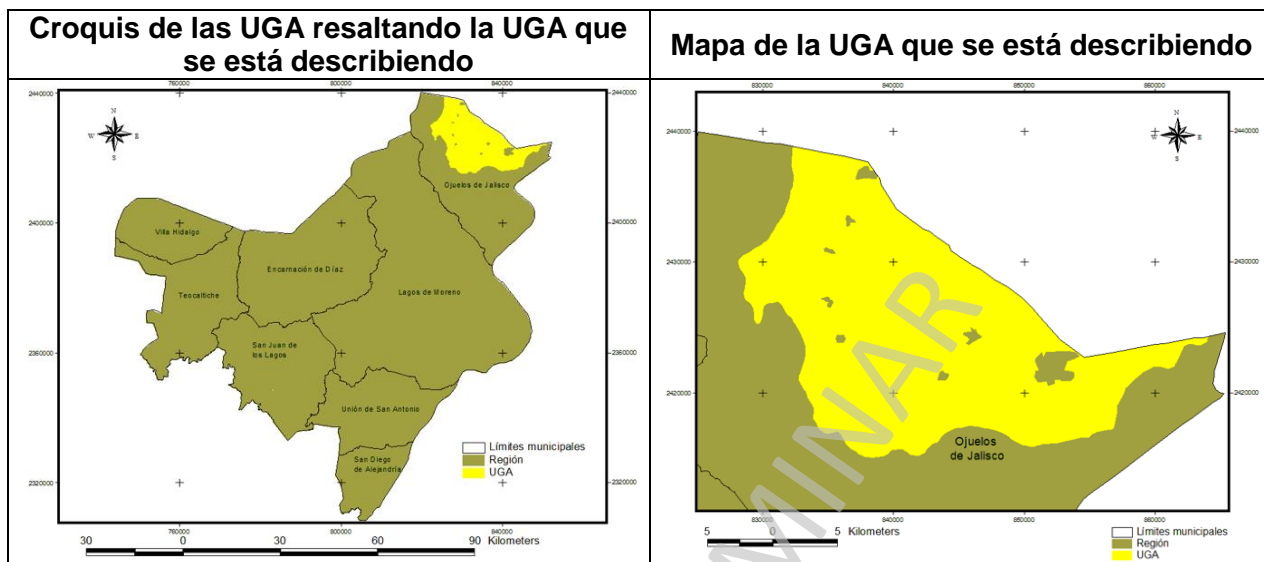 Croquis de las UGA resaltando la UGA que
se está describiendo
Mapa de la UGA que se está describiendo
760000
800000
840000
2440000
2440000
N
W
E
S
Ojuelos de Jalisco
2400000
2400000
Villa Hidalgo
Encarnación de Díaz
Teocaltiche
Lagos de Moreno
San Juan de
los Lagos
2360000
2360000
Unión de San Antonio
San Diego
de Alejandría
Límites municipales
Región
UGA
2320000
2320000
760000
800000
840000
30
0
30
60
90
Kilometers
830000
840000
850000
860000
2440000
2440000
N
W
E
S
2430000
2430000
2420000
2420000
Ojuelos
de Jalisco
MINAR
830000
840000
850000
860000
5
0
5
Kilometers
Límites municipales
Región
UGA